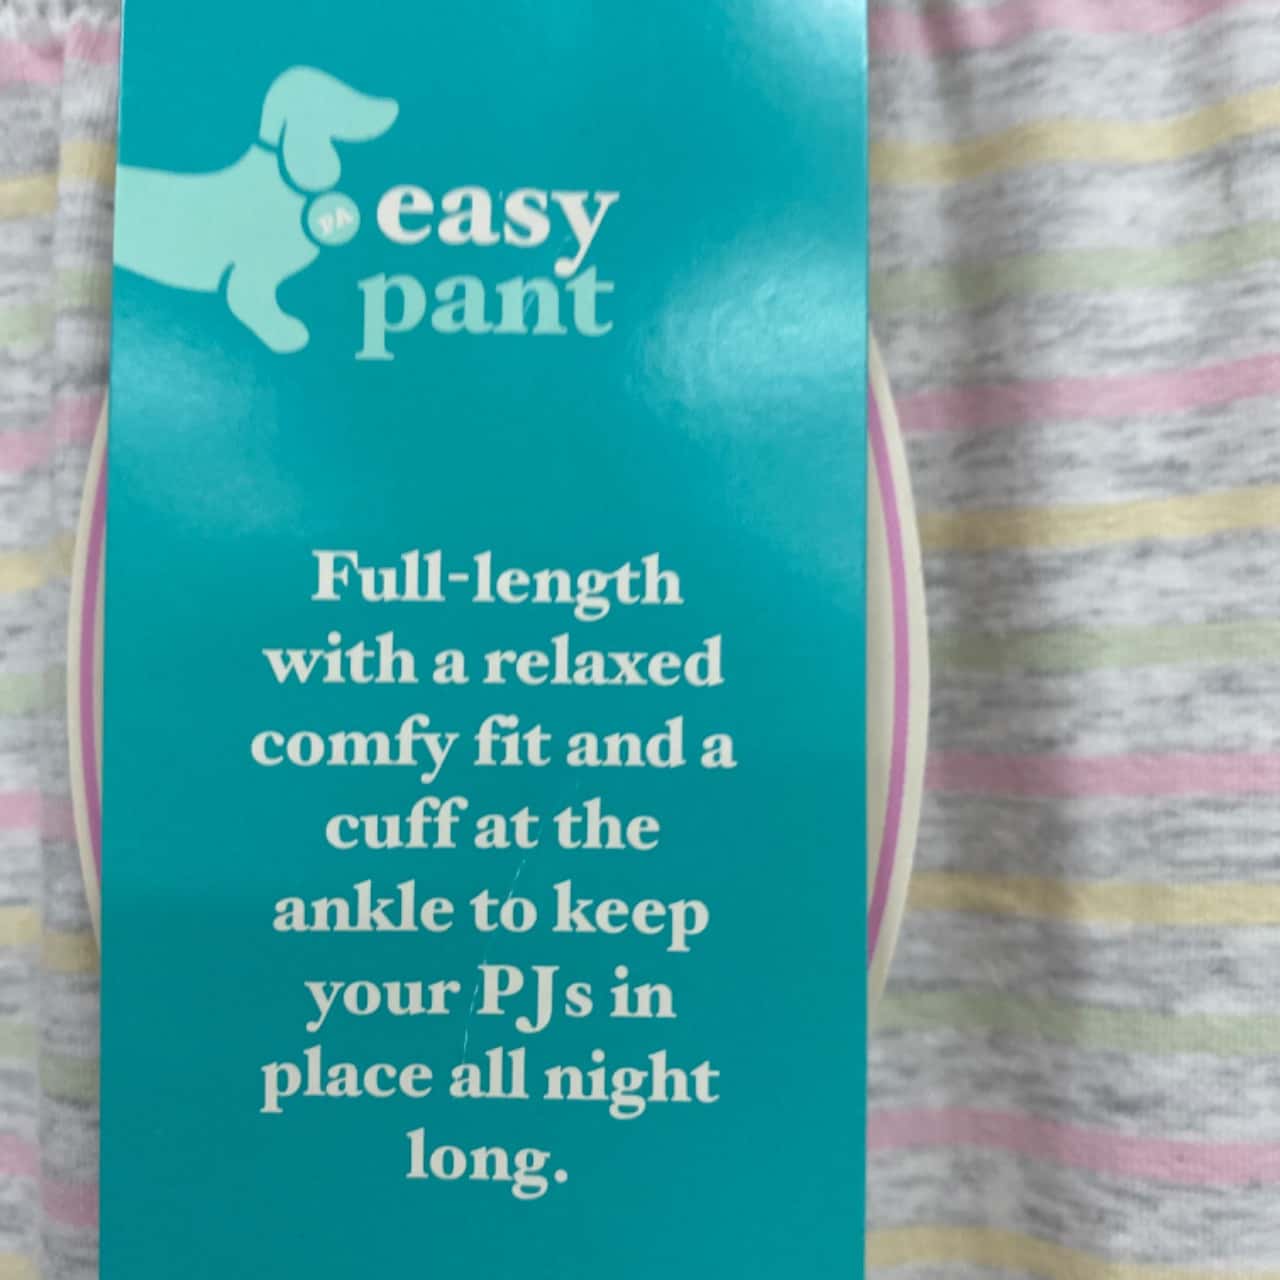 PA
easy
pant
Full-length
with a relaxed
comfy fit and a
cuff at the
ankle to keep
your PJs in
place all night
long.